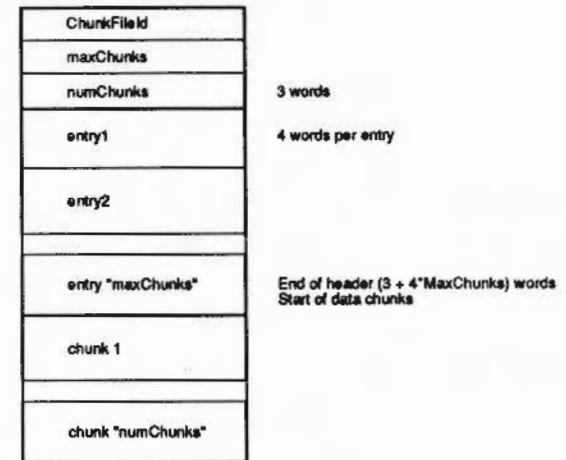 ChunkFileId
maxChunks
numChunks
3 words
entry1
4 words per entry
entry2
entry "maxChunks"
End of header (3 + 4*MaxChunks) words
Start of data chunks
chunk 1
chunk "numChunks"